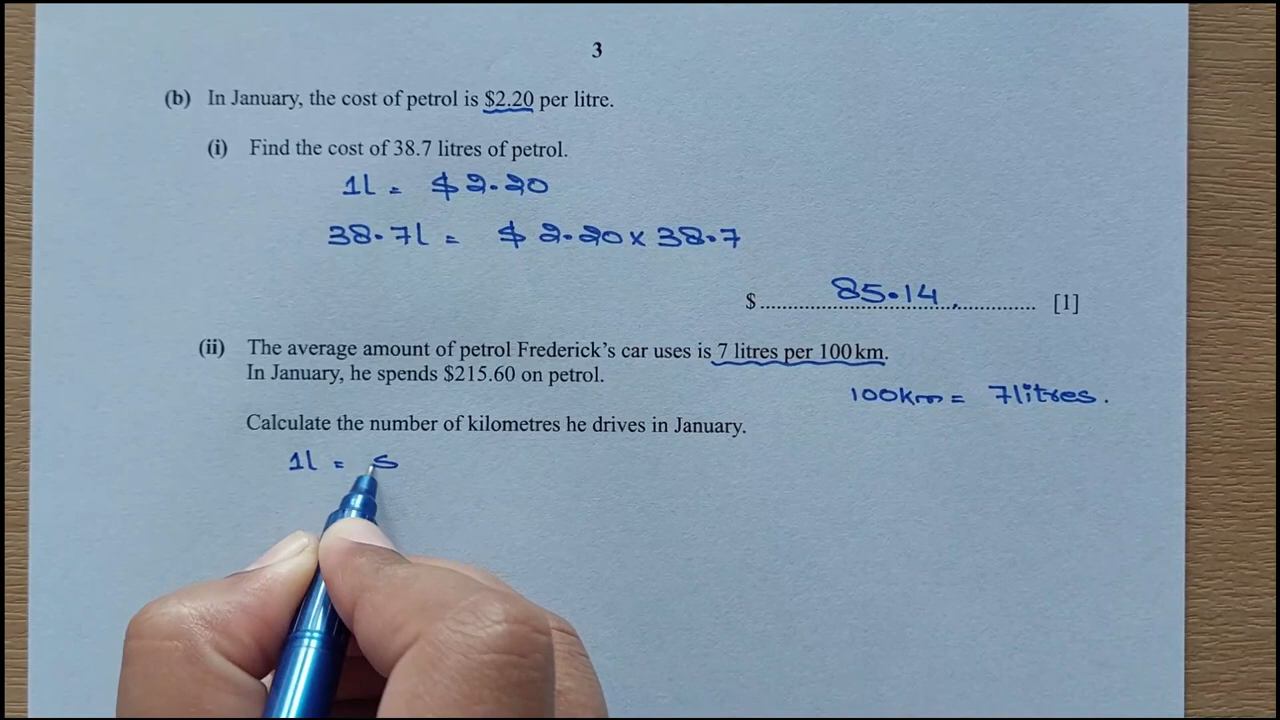 3
(b) In January, the cost of petrol is $2.20 per litre.
(i) Find the cost of 38.7 litres of petrol.
1l = $2.20
38.7l = $2.20 x 38.7
$ 85.14 [1]
(ii) The average amount of petrol Frederick's car uses is 7 litres per 100 km.
In January, he spends $215.60 on petrol.
100km = 7litres.
Calculate the number of kilometres he drives in January.
1l =